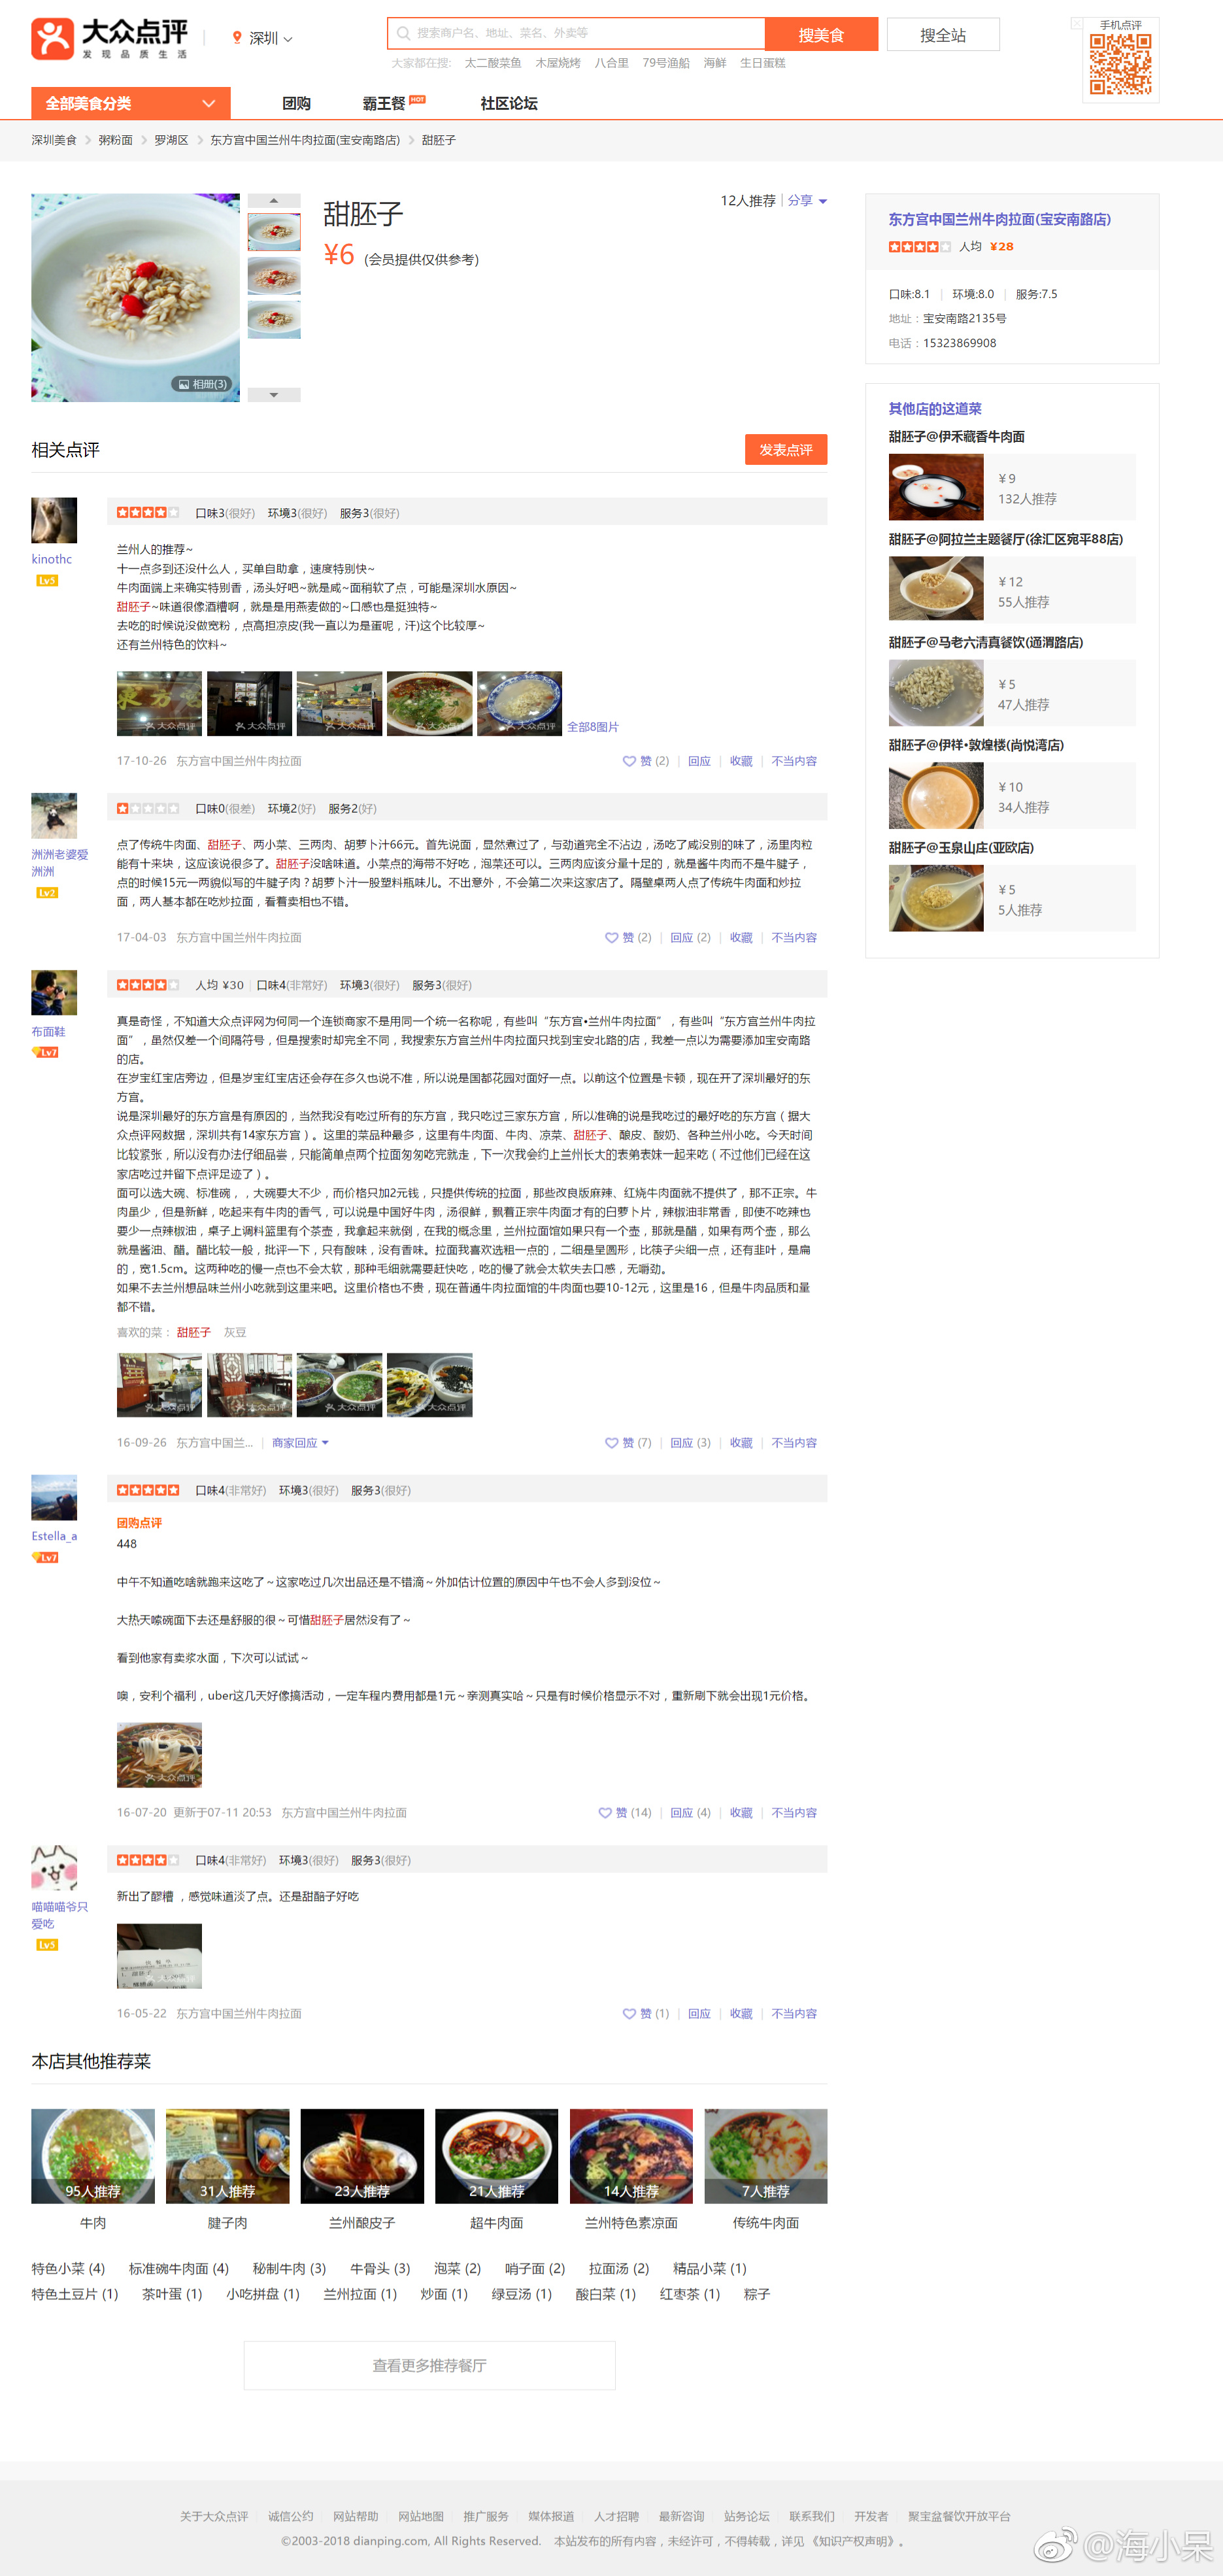 大众点评
发现品质生活
深圳
搜索商户名、地址、菜名、外卖等
搜美食
搜全站
手机点评
大家都在搜: 太二酸菜鱼 木屋烧烤 八合里 79号渔船 海鲜 生日蛋糕
全部美食分类 团购 霸王餐 HOT 社区论坛
深圳美食 粥粉面 罗湖区 东方宫中国兰州牛肉拉面(宝安南路店) 甜胚子
甜胚子
12人推荐 分享
¥6 (会员提供仅供参考)
相册(3)
东方宫中国兰州牛肉拉面(宝安南路店)
人均 ¥28
口味:8.1 环境:8.0 服务:7.5
地址：宝安南路2135号
电话：15323869908
其他店的这道菜
甜胚子@伊禾藏香牛肉面
￥9
132人推荐
甜胚子@阿拉兰主题餐厅(徐汇区宛平88店)
￥12
55人推荐
甜胚子@马老六清真餐饮(通渭路店)
￥5
47人推荐
甜胚子@伊祥•敦煌楼(尚悦湾店)
￥10
34人推荐
甜胚子@玉泉山庄(亚欧店)
￥5
5人推荐
相关点评
发表点评
kinothc
Lv5
口味3(很好) 环境3(很好) 服务3(很好)
兰州人的推荐~
十一点多到还没什么人，买单自助拿，速度特别快~
牛肉面端上来确实特别香，汤头好吧~就是咸~面稍软了点，可能是深圳水原因~
甜胚子~味道很像酒糟啊，就是是用燕麦做的~口感也是挺独特~
去吃的时候说没做宽粉，点高担凉皮(我一直以为是蛋呢，汗)这个比较厚~
还有兰州特色的饮料~
全部8图片
17-10-26 东方宫中国兰州牛肉拉面
赞 (2) 回应 收藏 不当内容
洲洲老婆爱
洲洲
Lv2
口味0(很差) 环境2(好) 服务2(好)
点了传统牛肉面、甜胚子、两小菜、三两肉、胡萝卜汁66元。首先说面，显然煮过了，与劲道完全不沾边，汤吃了咸没别的味了，汤里肉粒
能有十来块，这应该说很多了。甜胚子没啥味道。小菜点的海带不好吃，泡菜还可以。三两肉应该分量十足的，就是酱牛肉而不是牛腱子，
点的时候15元一两貌似写的牛腱子肉？胡萝卜汁一股塑料瓶味儿。不出意外，不会第二次来这家店了。隔壁桌两人点了传统牛肉面和炒拉
面，两人基本都在吃炒拉面，看着卖相也不错。
17-04-03 东方宫中国兰州牛肉拉面
赞 (2) 回应 (2) 收藏 不当内容
布面鞋
Lv7
人均 ¥30 口味4(非常好) 环境3(很好) 服务3(很好)
真是奇怪，不知道大众点评网为何同一个连锁商家不是用同一个统一名称呢，有些叫“东方宫•兰州牛肉拉面”，有些叫“东方宫兰州牛肉拉
面”，虽然仅差一个间隔符号，但是搜索时却完全不同，我搜索东方宫兰州牛肉拉面只找到宝安北路的店，我差一点以为需要添加宝安南路
的店。
在岁宝红宝店旁边，但是岁宝红宝店还会存在多久也说不准，所以说是国都花园对面好一点。以前这个位置是卡顿，现在开了深圳最好的东
方宫。
说是深圳最好的东方宫是有原因的，当然我没有吃过所有的东方宫，我只吃过三家东方宫，所以准确的说是我吃过的最好吃的东方宫（据大
众点评网数据，深圳共有14家东方宫）。这里的菜品种最多，这里有牛肉面、牛肉、凉菜、甜胚子、酿皮、酸奶、各种兰州小吃。今天时间
比较紧张，所以没有办法仔细品尝，只能简单点两个拉面匆匆吃完就走，下一次我会约上兰州长大的表弟表妹一起来吃（不过他们已经在这
家店吃过并留下点评足迹了）。
面可以选大碗、标准碗，，大碗要大不少，而价格只加2元钱，只提供传统的拉面，那些改良版麻辣、红烧牛肉面就不提供了，那不正宗。牛
肉虽少，但是新鲜，吃起来有牛肉的香气，可以说是中国好牛肉，汤很鲜，飘着正宗牛肉面才有的白萝卜片，辣椒油非常香，即使不吃辣也
要少一点辣椒油，桌子上调料篮里有个茶壶，我拿起来就倒，在我的概念里，兰州拉面馆如果只有一个壶，那就是醋，如果有两个壶，那么
就是酱油、醋。醋比较一般，批评一下，只有酸味，没有香味。拉面我喜欢选粗一点的，二细是呈圆形，比筷子尖细一点，还有韭叶，是扁
的，宽1.5cm。这两种吃的慢一点也不会太软，那种毛细就需要赶快吃，吃的慢了就会太软失去口感，无嚼劲。
如果不去兰州想品味兰州小吃就到这里来吧。这里价格也不贵，现在普通牛肉拉面馆的牛肉面也要10-12元，这里是16，但是牛肉品质和量
都不错。
喜欢的菜： 甜胚子 灰豆
16-09-26 东方宫中国兰... 商家回应
赞 (7) 回应 (3) 收藏 不当内容
Estella_a
Lv7
口味4(非常好) 环境3(很好) 服务3(很好)
团购点评
448
中午不知道吃啥就跑来这吃了～这家吃过几次出品还是不错滴～外加估计位置的原因中午也不会人多到没位～
大热天嗦碗面下去还是舒服的很～可惜甜胚子居然没有了～
看到他家有卖浆水面，下次可以试试～
噢，安利个福利，uber这几天好像搞活动，一定车程内费用都是1元～亲测真实哈～只是有时候价格显示不对，重新刷下就会出现1元价格。
16-07-20 更新于07-11 20:53 东方宫中国兰州牛肉拉面
赞 (14) 回应 (4) 收藏 不当内容
喵喵喵爷只
爱吃
Lv5
口味4(非常好) 环境3(很好) 服务3(很好)
新出了醪糟 ，感觉味道淡了点。还是甜醅子好吃
16-05-22 东方宫中国兰州牛肉拉面
赞 (1) 回应 收藏 不当内容
本店其他推荐菜
95人推荐 31人推荐 23人推荐 21人推荐 14人推荐 7人推荐
牛肉 腱子肉 兰州酿皮子 超牛肉面 兰州特色素凉面 传统牛肉面
特色小菜 (4) 标准碗牛肉面 (4) 秘制牛肉 (3) 牛骨头 (3) 泡菜 (2) 哨子面 (2) 拉面汤 (2) 精品小菜 (1)
特色土豆片 (1) 茶叶蛋 (1) 小吃拼盘 (1) 兰州拉面 (1) 炒面 (1) 绿豆汤 (1) 酸白菜 (1) 红枣茶 (1) 粽子
查看更多推荐餐厅
关于大众点评 诚信公约 网站帮助 网站地图 推广服务 媒体报道 人才招聘 最新咨询 站务论坛 联系我们 开发者 聚宝盆餐饮开放平台
©2003-2018 dianping.com, All Rights Reserved. 本站发布的所有内容，未经许可，不得转载，详见《知识产权声明》。
@海小呆